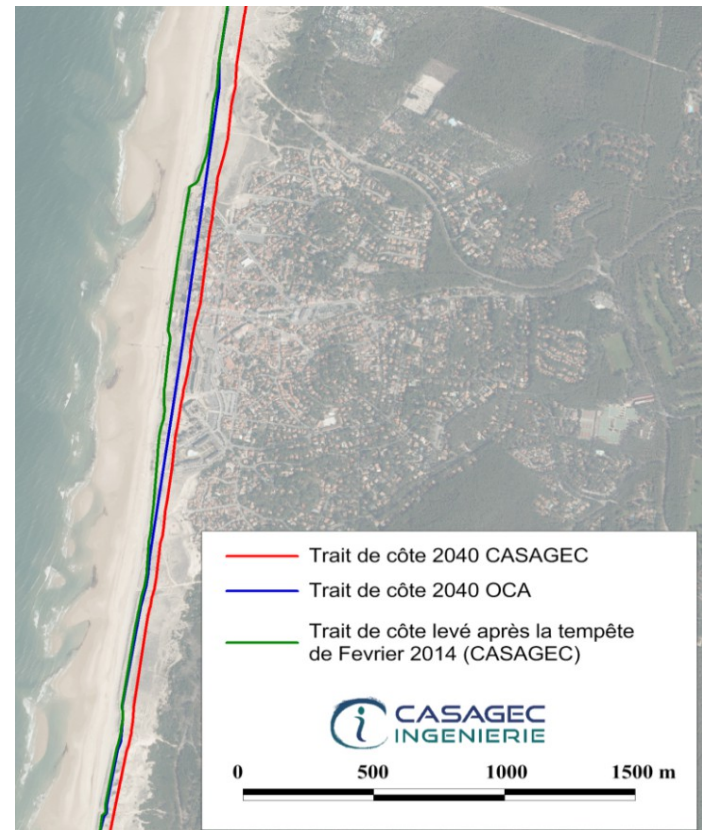 Trait de côte 2040 CASAGEC
Trait de côte 2040 OCA
Trait de côte levé après la tempête
de Fevrier 2014 (CASAGEC)
CASAGEC
INGENIERIE
0 500 1000 1500 m